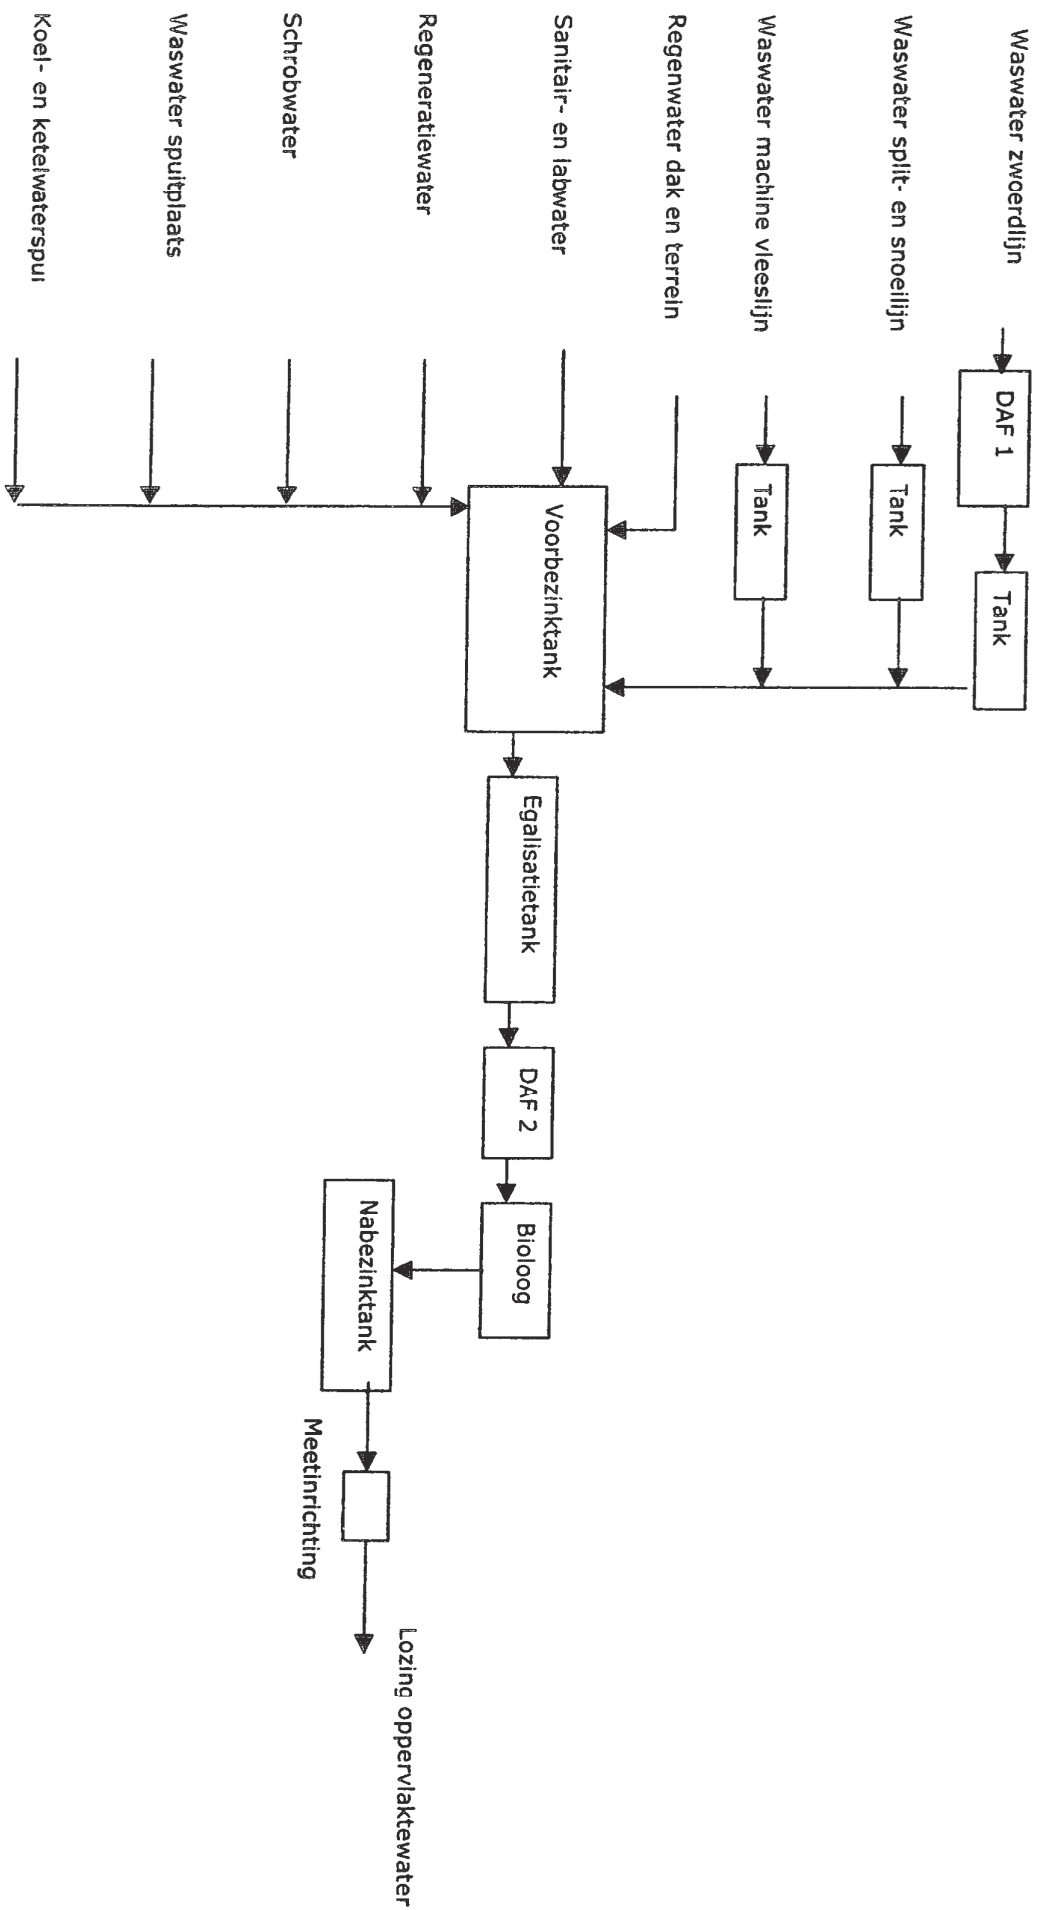 Waswater zwoerdlijn
DAF 1
Tank
Waswater split- en snoeilijn
Tank
Waswater machine vleeslijn
Tank
Regenwater dak en terrein
Sanitair- en labwater
Voorbezinktank
Egalisatietank
DAF 2
Bioloog
Regeneratiewater
Nabezinktank
Lozing oppervlaktewater
Meetinrichting
Schrobwater
Waswater spuitplaats
Koel- en ketelwaterspui